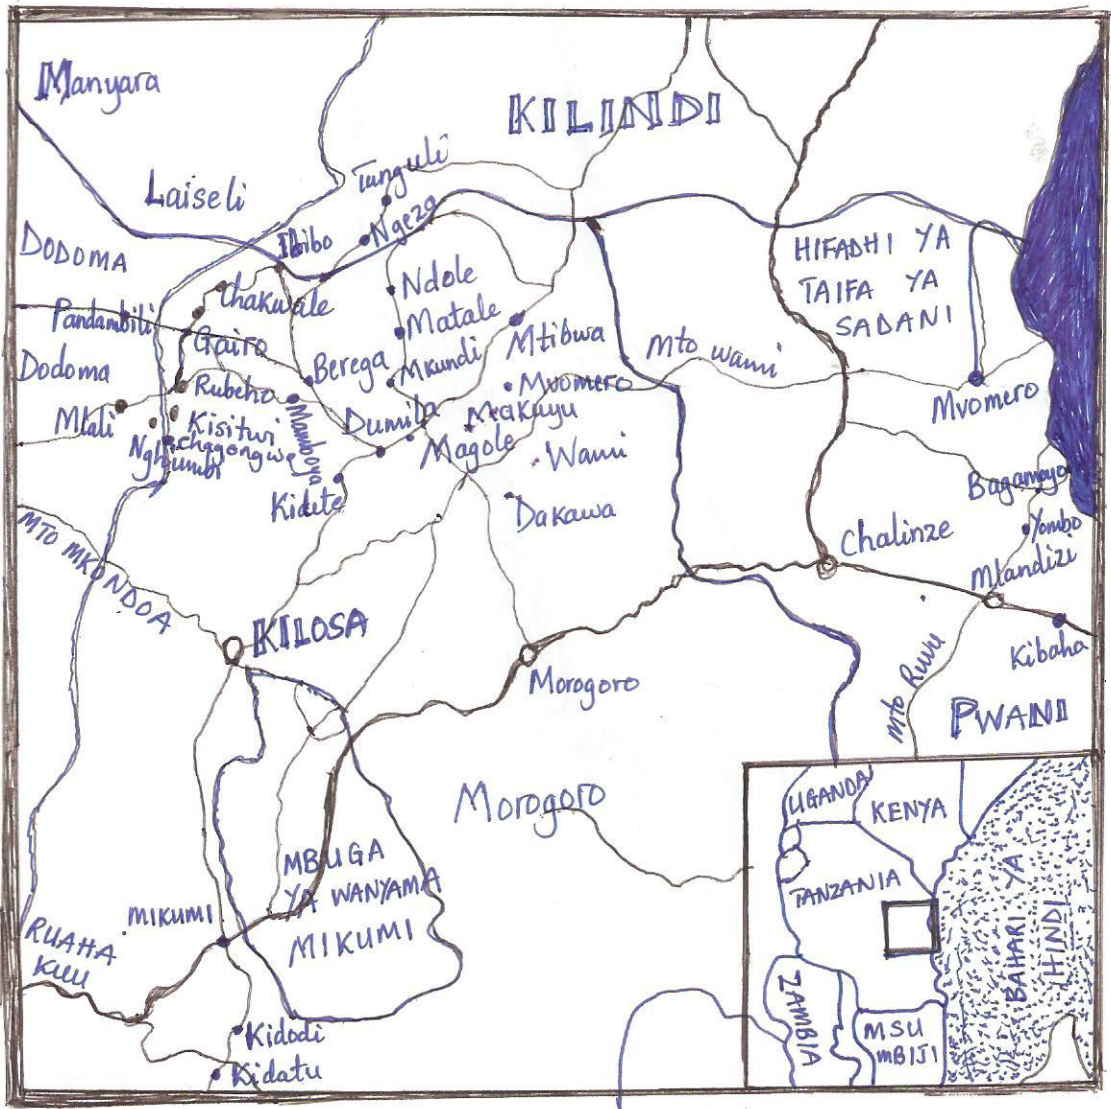 Manyara
KILINDI
Laiseli
Tunguli
Ngezo
Ibibo
DODOMA
HIFADHI YA
TAIFA YA
SADANI
Chakwale
Ndole
Matale
Mtibwa
Pandambili
Gairo
Dodoma
Berega
Mkundi
Mto wami
Rubeho
Mvomero
Mvomero
Mlali
Kisitwi
Mamboya
Dumila
Makuyu
Magole
Chagongwe
Nghumbi
Wami
Kidete
Dakawa
Bagamoyo
Yombo
MTO MKONDOA
Chalinze
Mlandizi
KILOSA
Kibaha
Mto Ruvu
Morogoro
PWANI
Morogoro
MBUGA
YA WANYAMA
MIKUMI
MIKUMI
RUAHA
KUU
Kidodi
Kidatu
UGANDA
KENYA
TANZANIA
BAHARI YA
HINDI
ZAMBIA
MSU
mBIJI